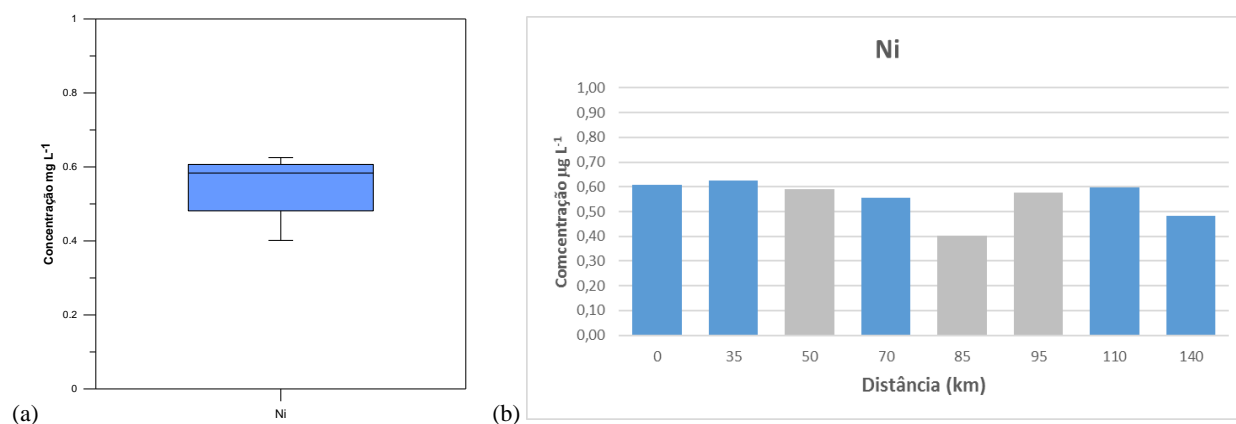 Concentração mg L-1
1
0.8
0.6
0.4
0.2
0
Ni
(a)
Ni
Comcentração µg L-1
1,00
0,90
0,80
0,70
0,60
0,50
0,40
0,30
0,20
0,10
0,00
0 35 50 70 85 95 110 140
Distância (km)
(b)